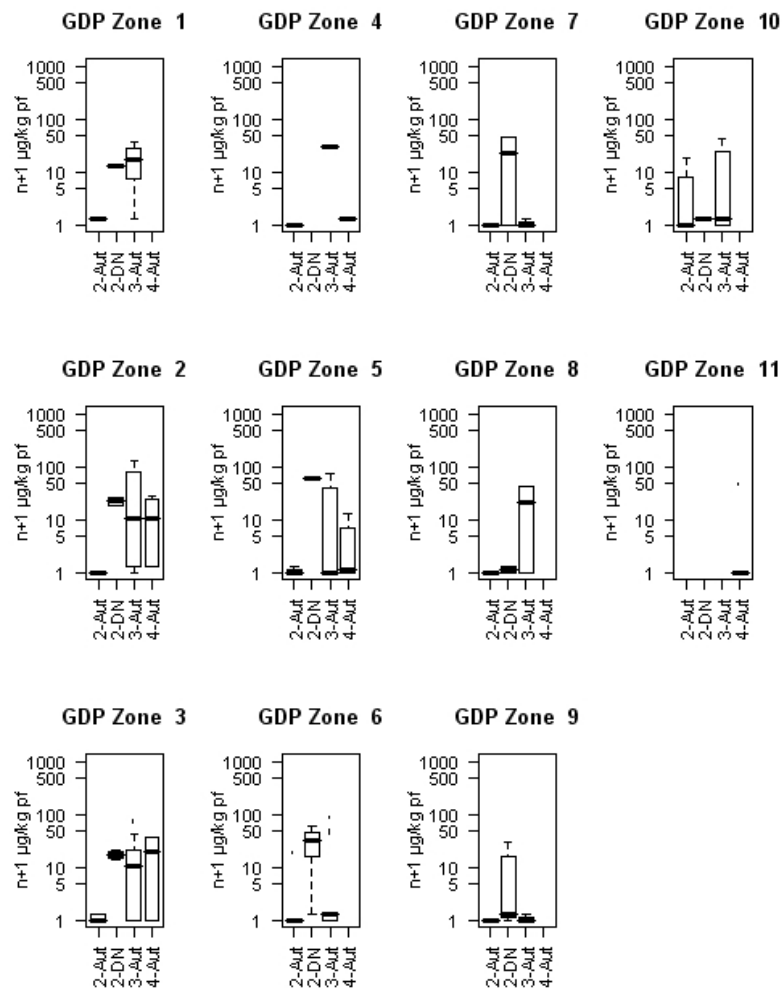 GDP Zone 1
n+1 µg/kg pf
1000
500
100
50
10
5
1
2-Aut
2-DN
3-Aut
4-Aut
GDP Zone 4
n+1 µg/kg pf
1000
500
100
50
10
5
1
2-Aut
2-DN
3-Aut
4-Aut
GDP Zone 7
n+1 µg/kg pf
1000
500
100
50
10
5
1
2-Aut
2-DN
3-Aut
4-Aut
GDP Zone 10
n+1 µg/kg pf
1000
500
100
50
10
5
1
2-Aut
2-DN
3-Aut
4-Aut
GDP Zone 2
n+1 µg/kg pf
1000
500
100
50
10
5
1
2-Aut
2-DN
3-Aut
4-Aut
GDP Zone 5
n+1 µg/kg pf
1000
500
100
50
10
5
1
2-Aut
2-DN
3-Aut
4-Aut
GDP Zone 8
n+1 µg/kg pf
1000
500
100
50
10
5
1
2-Aut
2-DN
3-Aut
4-Aut
GDP Zone 11
n+1 µg/kg pf
1000
500
100
50
10
5
1
2-Aut
2-DN
3-Aut
4-Aut
GDP Zone 3
n+1 µg/kg pf
1000
500
100
50
10
5
1
2-Aut
2-DN
3-Aut
4-Aut
GDP Zone 6
n+1 µg/kg pf
1000
500
100
50
10
5
1
2-Aut
2-DN
3-Aut
4-Aut
GDP Zone 9
n+1 µg/kg pf
1000
500
100
50
10
5
1
2-Aut
2-DN
3-Aut
4-Aut